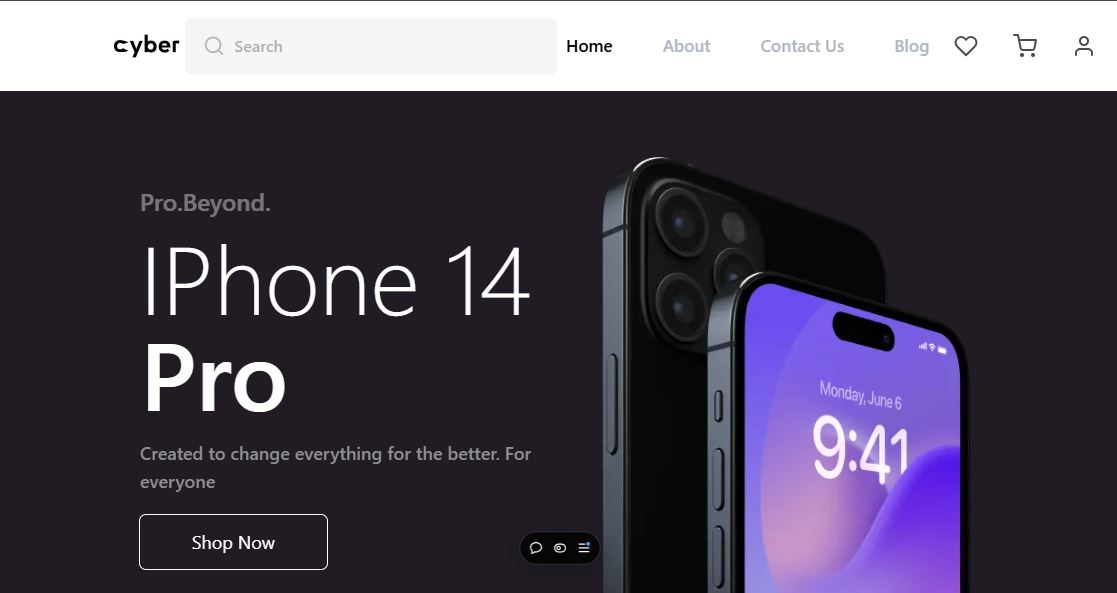 cyber
Search
Home
About
Contact Us
Blog
Pro.Beyond.
IPhone 14
Pro
Created to change everything for the better. For
everyone
Shop Now
Monday, June 6
9:41